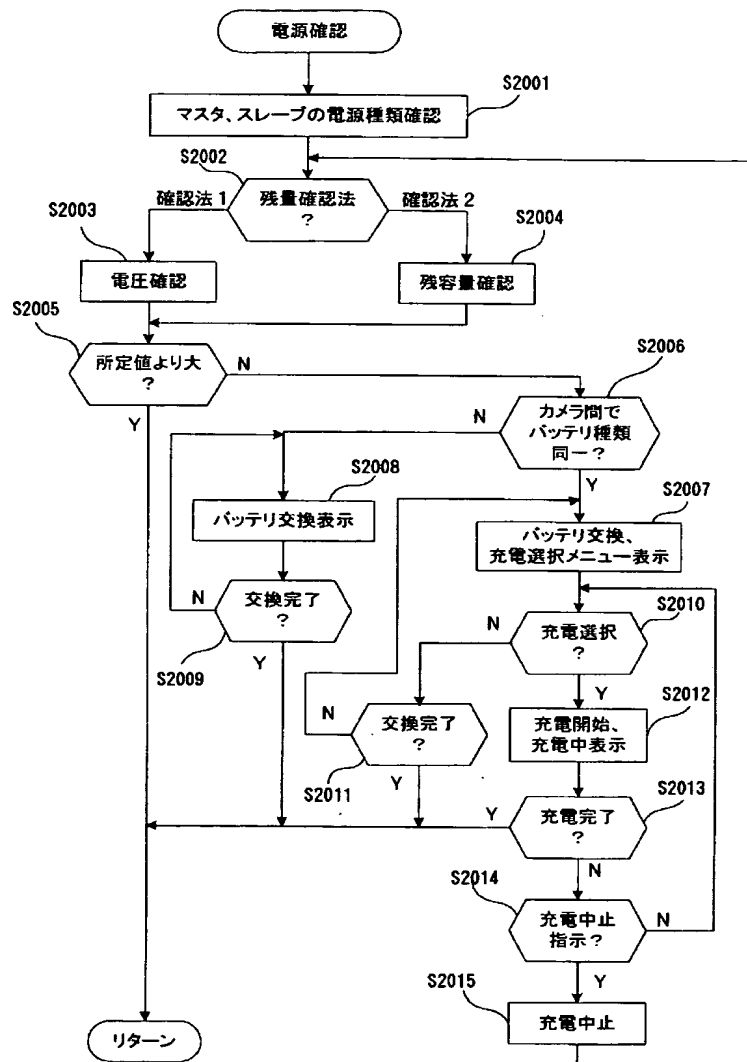 電源確認
S2001
マスタ、スレーブの電源種類確認
S2002
残量確認法
?
確認法1
確認法2
S2003
電圧確認
S2004
残容量確認
S2005
所定値より大
?
N
Y
S2006
カメラ間で
バッテリ種類
同一?
N
Y
S2008
バッテリ交換表示
S2007
バッテリ交換、
充電選択メニュー表示
N
交換完了
?
S2009
Y
S2010
充電選択
?
N
Y
S2012
充電開始、
充電中表示
N
交換完了
?
S2011
Y
S2013
充電完了
?
Y
N
S2014
充電中止
指示?
N
Y
S2015
充電中止
リターン